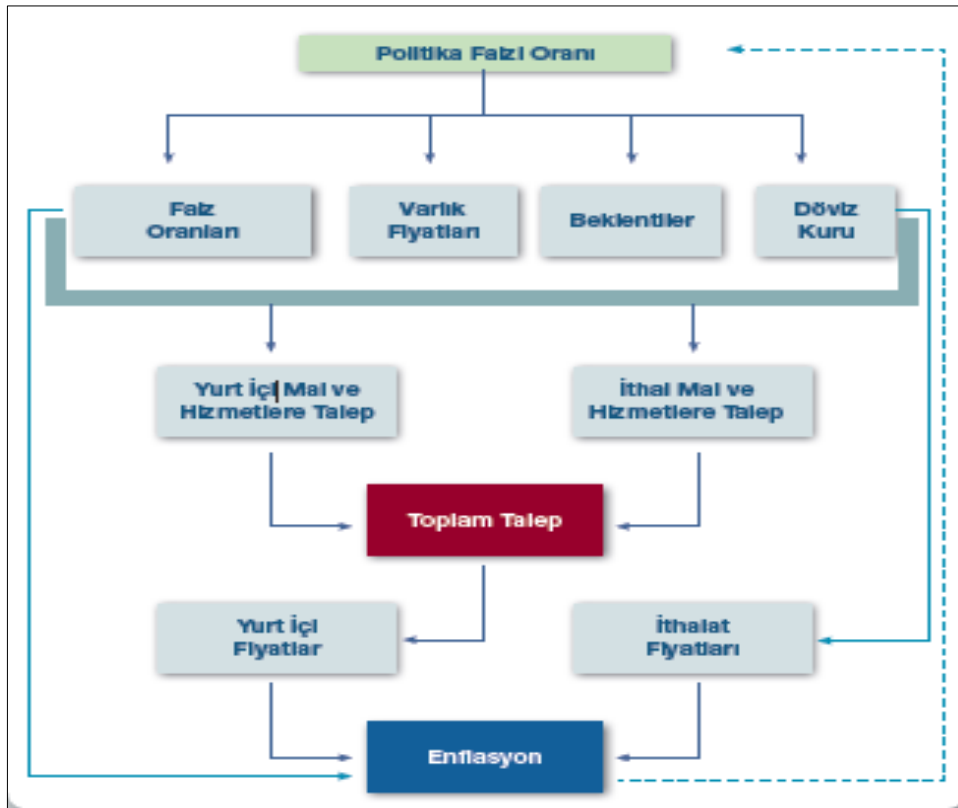 Politika Faizi Oranı
Faiz
Oranları
Varlık
Fiyatları
Beklentiler
Döviz
Kuru
Yurt İçi Mal ve
Hizmetlere Talep
İthal Mal ve
Hizmetlere Talep
Toplam Talep
Yurt İçi
Fiyatlar
İthalat
Fiyatları
Enflasyon